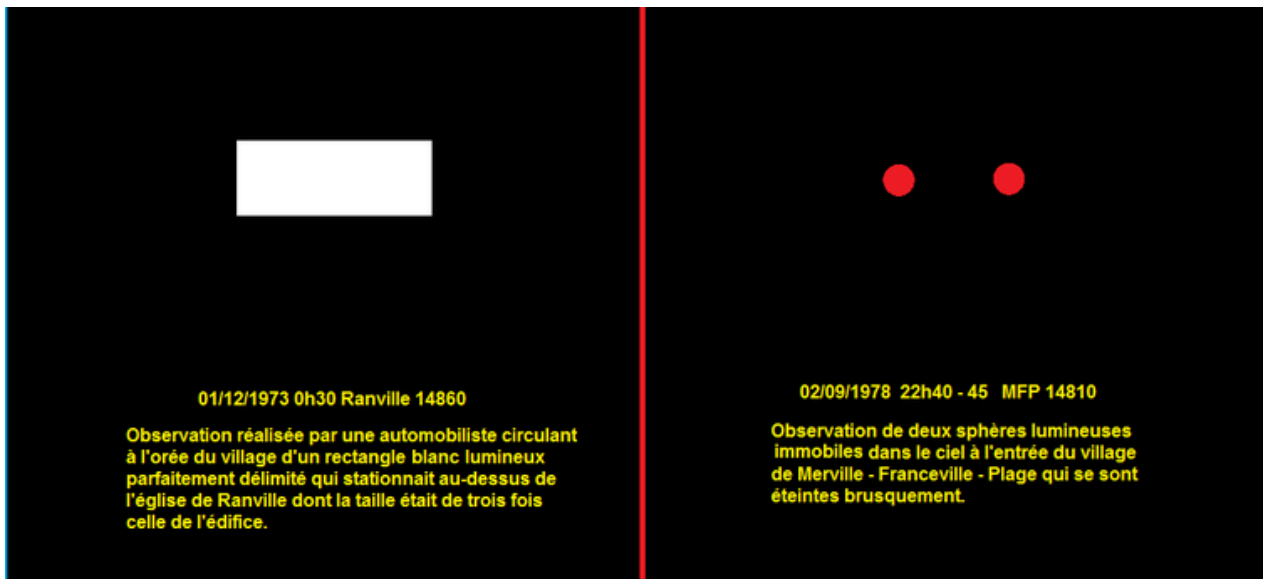 01/12/1973 0h30 Ranville 14860
Observation réalisée par une automobiliste circulant
à l'orée du village d'un rectangle blanc lumineux
parfaitement délimité qui stationnait au-dessus de
l'église de Ranville dont la taille était de trois fois
celle de l'édifice.
02/09/1978 22h40 - 45 MFP 14810
Observation de deux sphères lumineuses
immobiles dans le ciel à l'entrée du village
de Merville - Franceville - Plage qui se sont
éteintes brusquement.